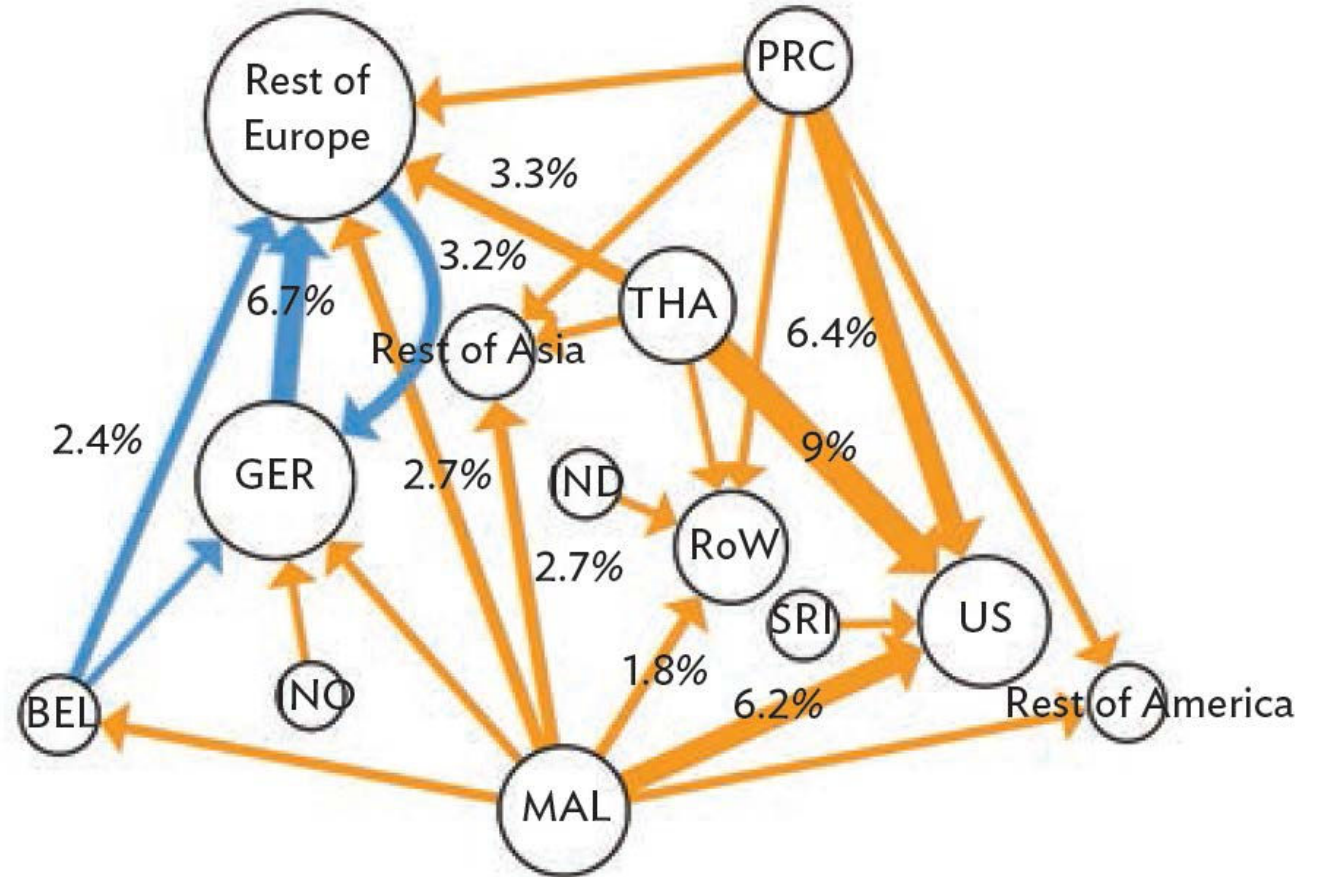 Rest of
Europe
PRC
3.3%
3.2%
6.7%
THA
Rest of Asia
6.4%
2.4%
9%
GER
2.7%
IND
RoW
2.7%
SRI
US
1.8%
6.2%
BEL
INO
Rest of America
MAL